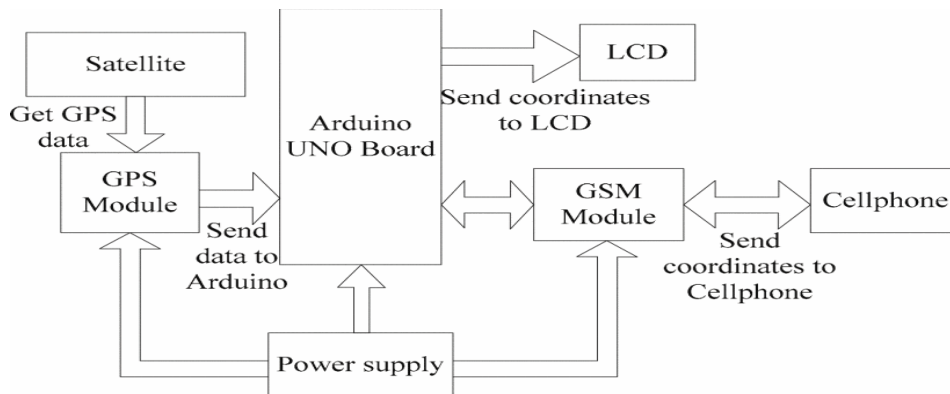 Satellite
Get GPS
data
GPS
Module
Send
data to
Arduino
Arduino
UNO Board
LCD
Send coordinates
to LCD
GSM
Module
Cellphone
Send
coordinates to
Cellphone
Power supply